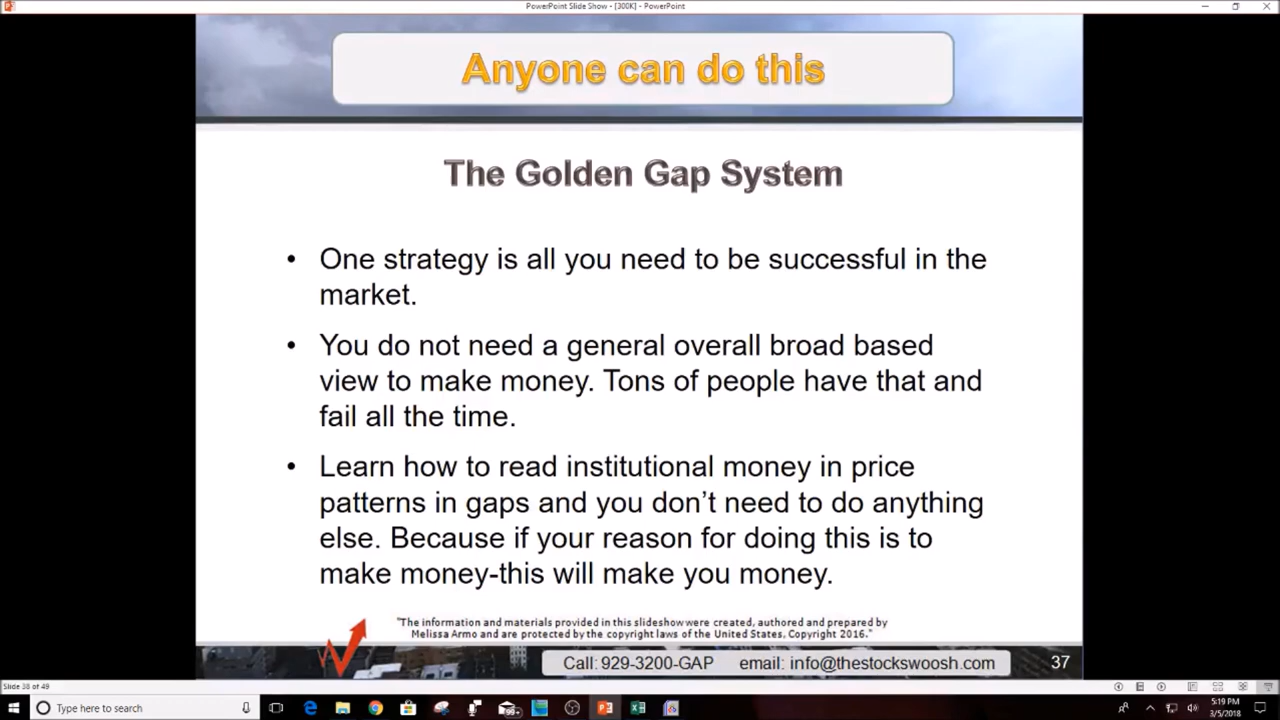 PowerPoint Slide Show - [300K] - PowerPoint
Anyone can do this
The Golden Gap System
• One strategy is all you need to be successful in the
market.
• You do not need a general overall broad based
view to make money. Tons of people have that and
fail all the time.
• Learn how to read institutional money in price
patterns in gaps and you don't need to do anything
else. Because if your reason for doing this is to
make money-this will make you money.
"The information and materials provided in this slideshow were created, authored and prepared by
Melissa Armo and are protected by the copyright laws of the United States, Copyright 2016."
Call: 929-3200-GAP email: info@thestockswoosh.com 37
Slide 38 of 49
Type here to search
99+
5:19 PM
3/5/2018